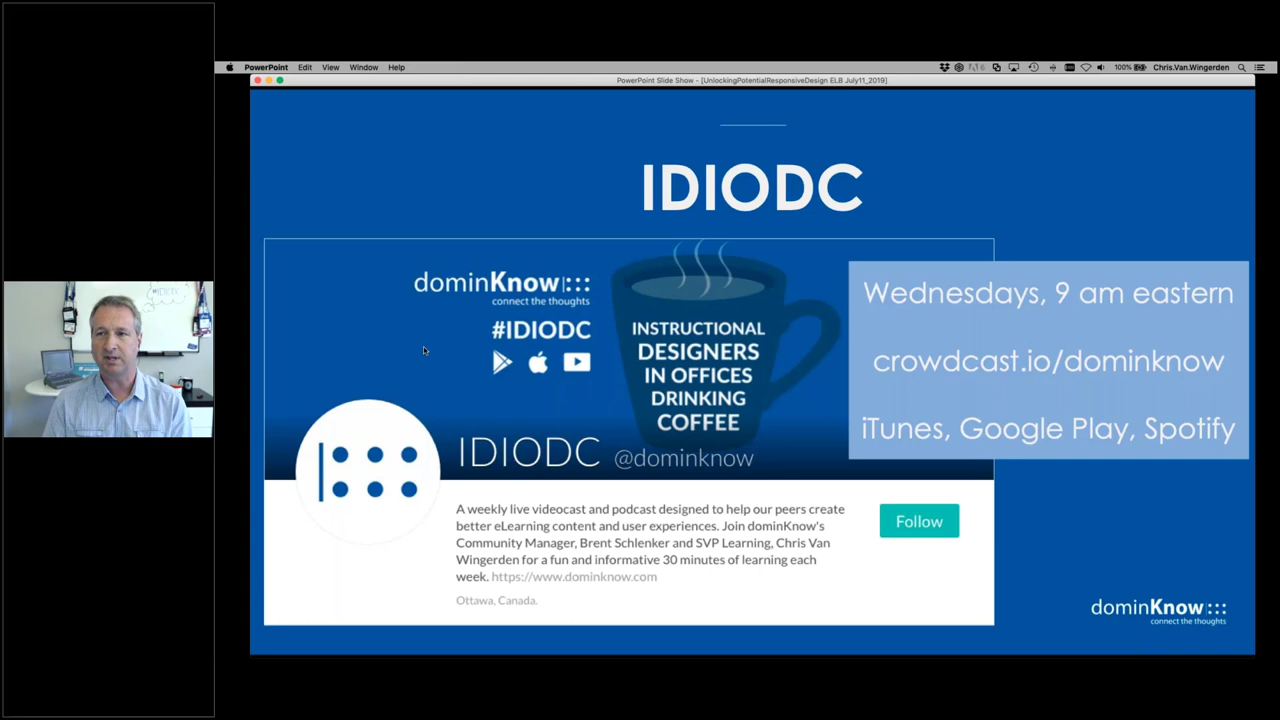 PowerPoint Edit View Window Help
100% Chris.Van.Wingerden
PowerPoint Slide Show - [UnlockingPotentialResponsiveDesign ELB July11_2019]
IDIODC
dominKnow
connect the thoughts
#IDIODC
INSTRUCTIONAL
DESIGNERS
IN OFFICES
DRINKING
COFFEE
Wednesdays, 9 am eastern
crowdcast.io/dominknow
iTunes, Google Play, Spotify
IDIODC @dominknow
A weekly live videocast and podcast designed to help our peers create
better eLearning content and user experiences. Join dominKnow's
Community Manager, Brent Schlenker and SVP Learning, Chris Van
Wingerden for a fun and informative 30 minutes of learning each
week. https://www.dominknow.com
Ottawa, Canada.
Follow
dominKnow
connect the thoughts